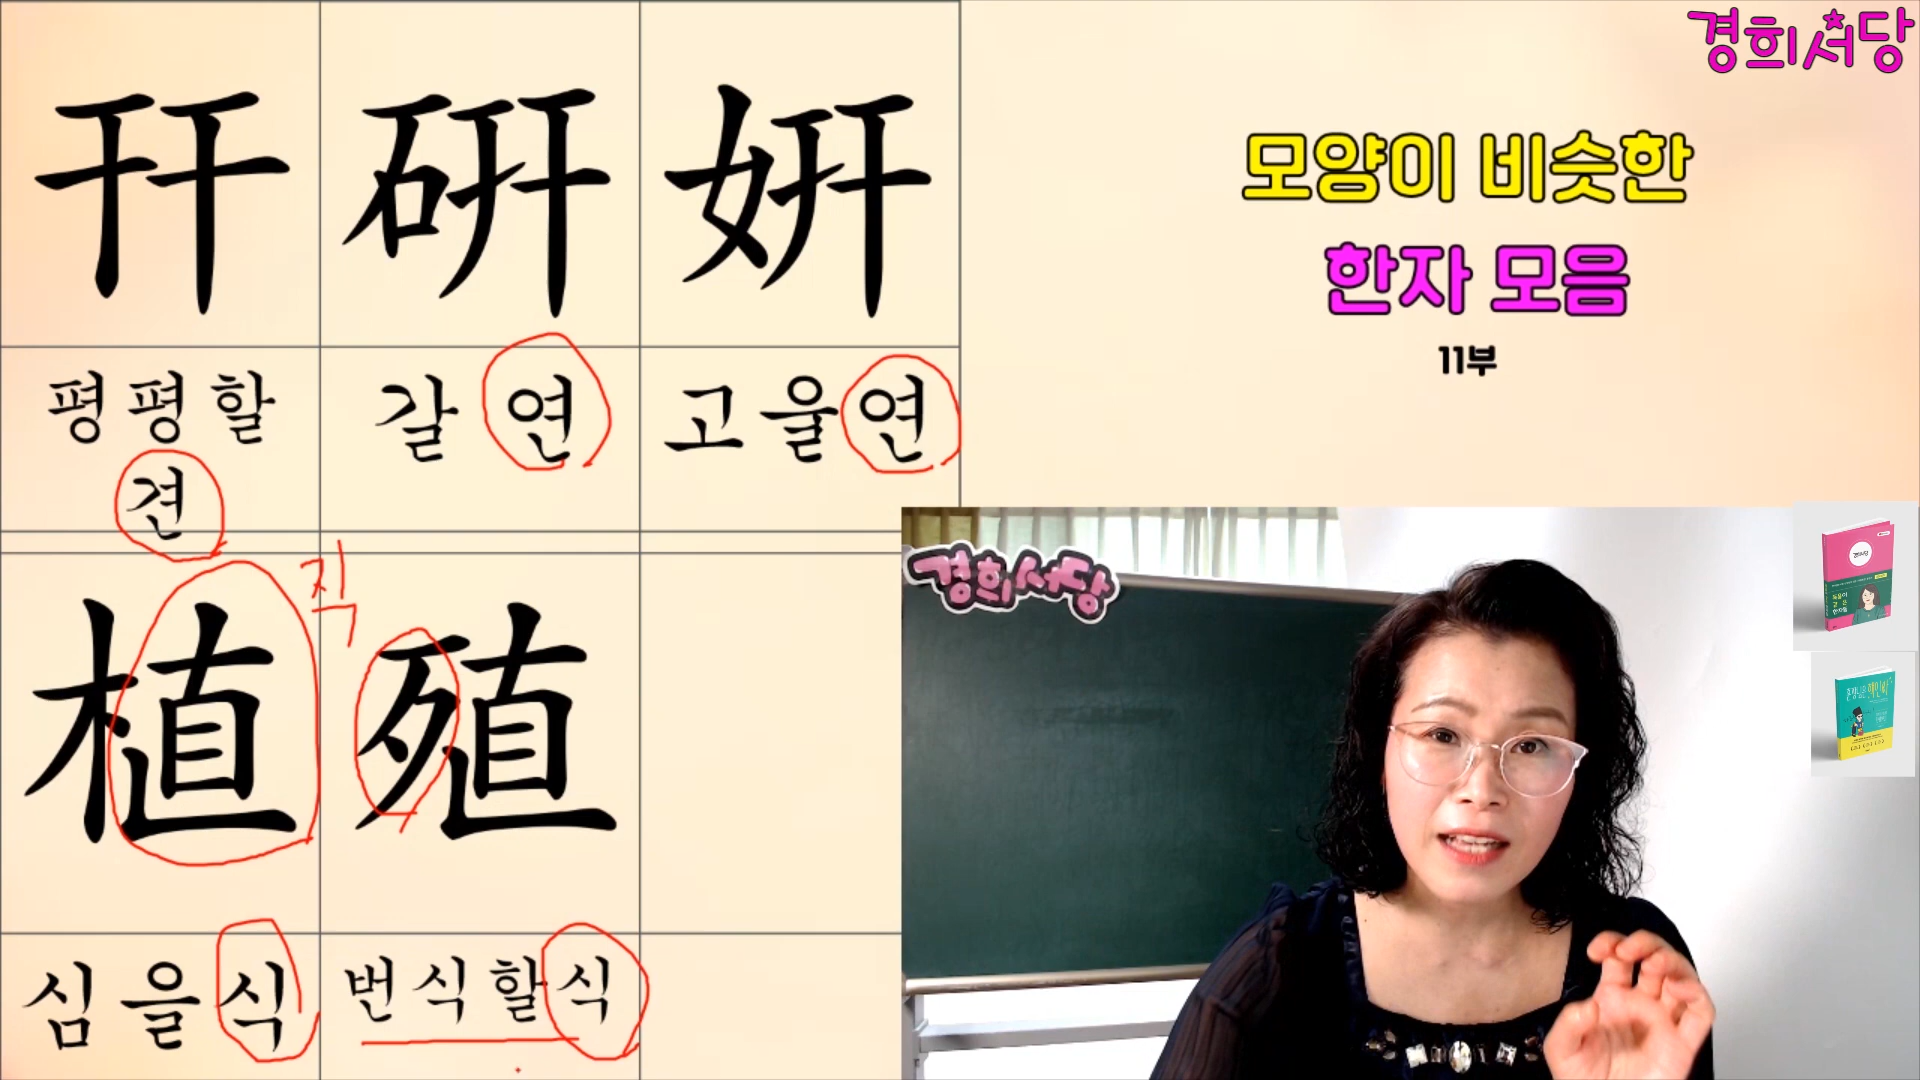 幵 硏 姸
평평할 갈 연 고울 연
견
직
植 殖
심을 식 번식할 식
경희서당
모양이 비슷한
한자 모음
11부
경희서당